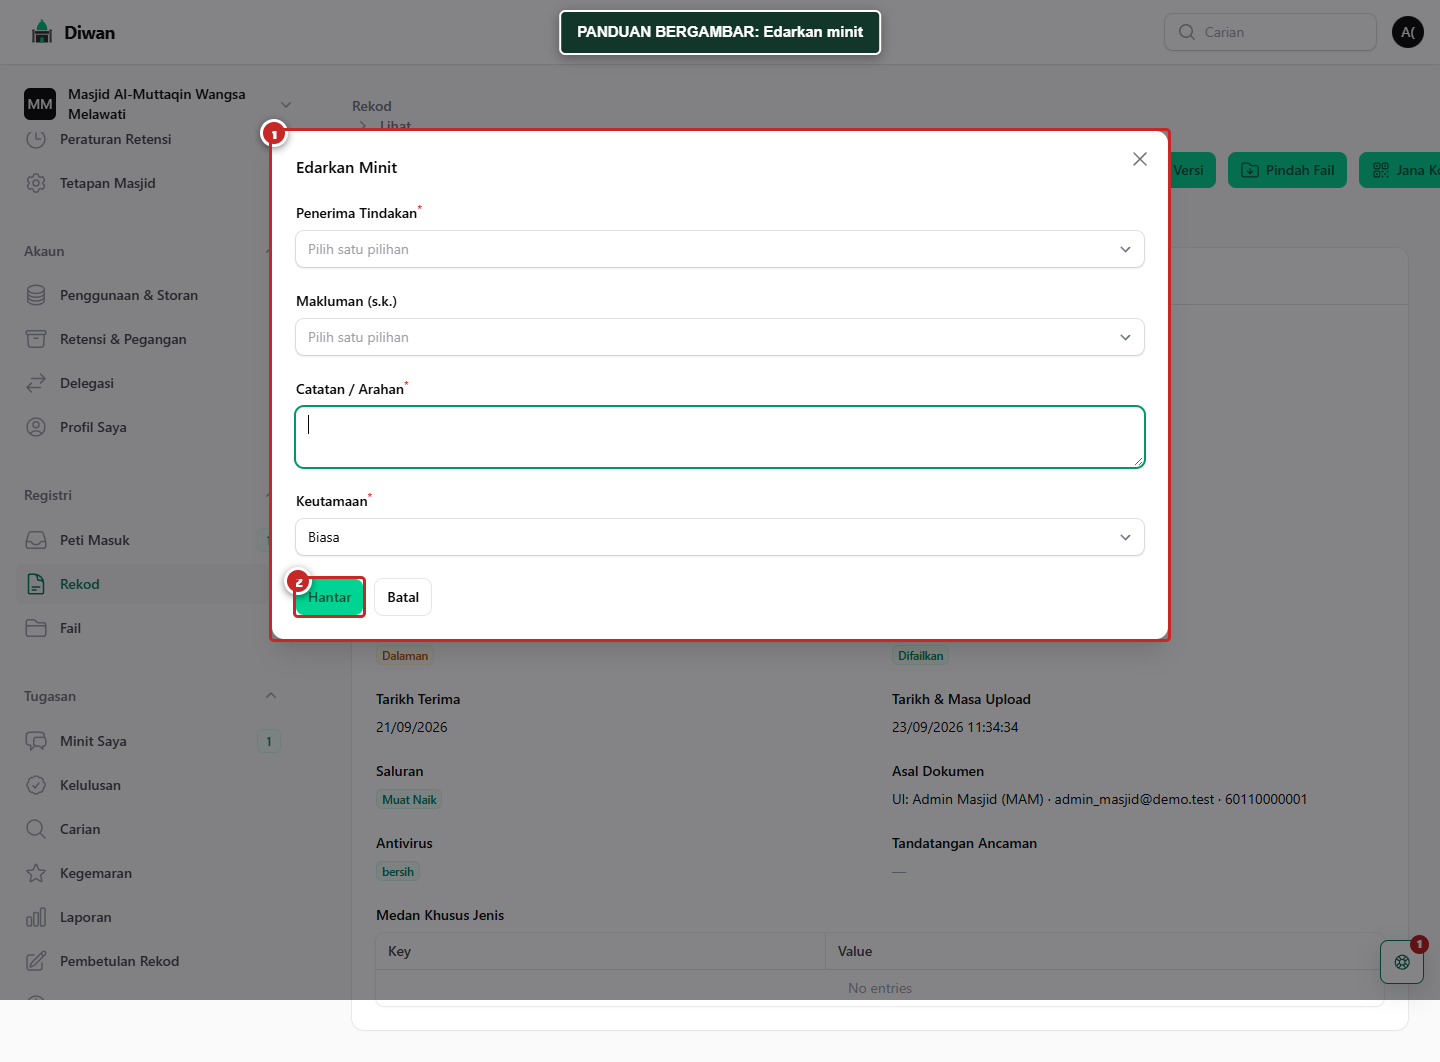 Diwan
PANDUAN BERGAMBAR: Edarkan minit
Carian
A(
MM
Masjid Al-Muttaqin Wangsa
Melawati
Peraturan Retensi
Tetapan Masjid
Akaun
Penggunaan & Storan
Retensi & Pegangan
Delegasi
Profil Saya
Registri
Peti Masuk
Rekod
Fail
Tugasan
Minit Saya
1
Kelulusan
Carian
Kegemaran
Laporan
Pembetulan Rekod
Rekod
Lihat
Versi
Pindah Fail
Jana Ko
1
Edarkan Minit
Penerima Tindakan*
Pilih satu pilihan
Makluman (s.k.)
Pilih satu pilihan
Catatan / Arahan*
Keutamaan*
Biasa
2
Hantar
Batal
Dalaman
Difailkan
Tarikh Terima
Tarikh & Masa Upload
21/09/2026
23/09/2026 11:34:34
Saluran
Asal Dokumen
Muat Naik
UI: Admin Masjid (MAM) · admin_masjid@demo.test · 60110000001
Antivirus
Tandatangan Ancaman
bersih
—
Medan Khusus Jenis
Key
Value
No entries
1